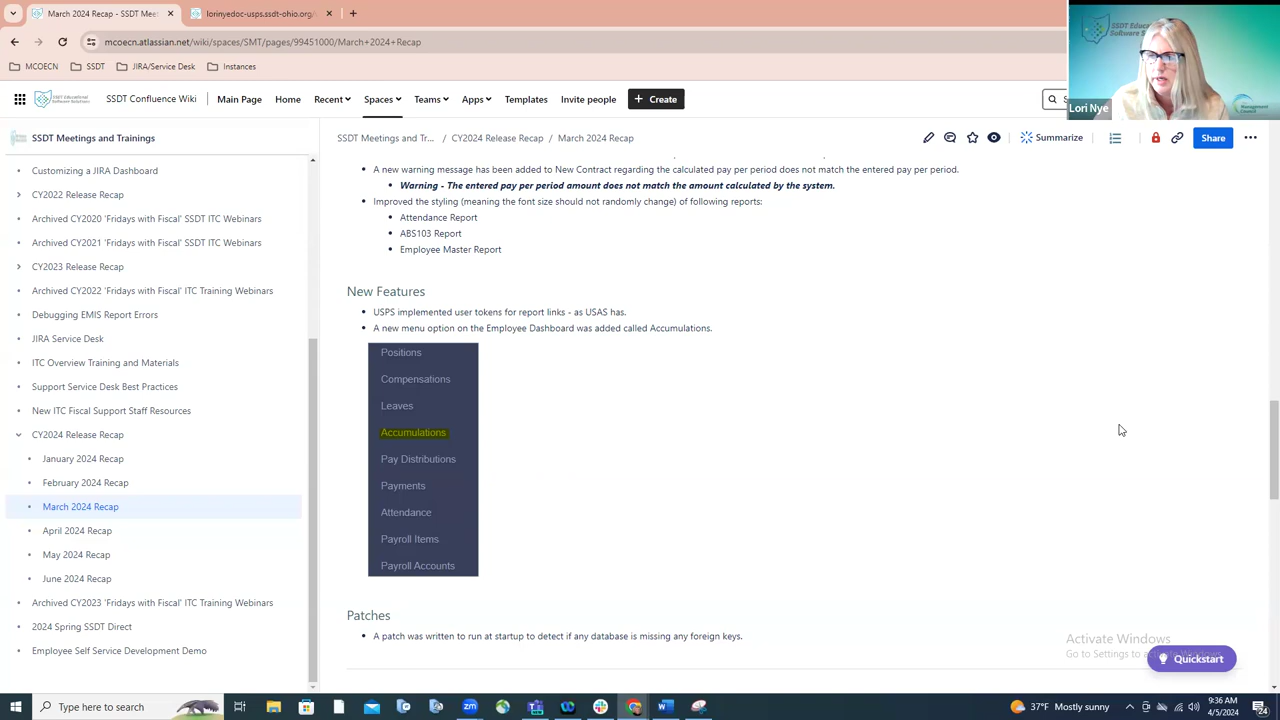 SSDT Meetings and Trainings - M
lorinyedoc-usps.ssdt-ohio.org/
mcoecn.atlassian.net/wiki/spaces/SMT/pages/99451000/March+2024+Recap
MCOECN
SSDT
JIRA/Service Desk
Instances
SSDT Educ
Software S
Management
Council
Lori Nye
SSDT Confluence Wiki
Main Page
Home
Recent
Spaces
Teams
Apps
Templates
Invite people
Create
SSDT Meetings and Trainings
SSDT Meetings and Tr... / CY2024 Release Recap / March 2024 Recap
Summarize
Share
Customizing a JIRA Dashboard
CY2022 Release Recap
Archived CY2020 'Fridays with Fiscal' SSDT ITC Webinars
Archived CY2021 'Fridays with Fiscal' SSDT ITC Webinars
CY2023 Release Recap
Archived CY2022 'Fridays with Fiscal' ITC Training Webinars
Debugging EMIS Report Errors
JIRA Service Desk
ITC Overview Training and Materials
Support Service Desk Best Practices
New ITC Fiscal Support Staff Resources
CY2024 Release Recap
January 2024 Recap
February 2024 Recap
March 2024 Recap
April 2024 Recap
May 2024 Recap
June 2024 Recap
Archived CY2023 'Fridays with Fiscal' ITC Training Webinars
2024 Spring SSDT Direct
Employee Self Service Development Demo
A new warning message has been added to New Contract regarding the calculated pay per period does not match the entered pay per period.
Warning - The entered pay per period amount does not match the amount calculated by the system.
Improved the styling (meaning the font size should not randomly change) of following reports:
Attendance Report
ABS103 Report
Employee Master Report
New Features
USPS implemented user tokens for report links - as USAS has.
A new menu option on the Employee Dashboard was added called Accumulations.
Positions
Compensations
Leaves
Accumulations
Pay Distributions
Payments
Attendance
Payroll Items
Payroll Accounts
Patches
A patch was written to run at startup to detect if any database is missing any foreign keys.
Activate Windows
Go to Settings to activate Windows.
Quickstart
Type here to search
37°F Mostly sunny
9:36 AM
4/5/2024
24